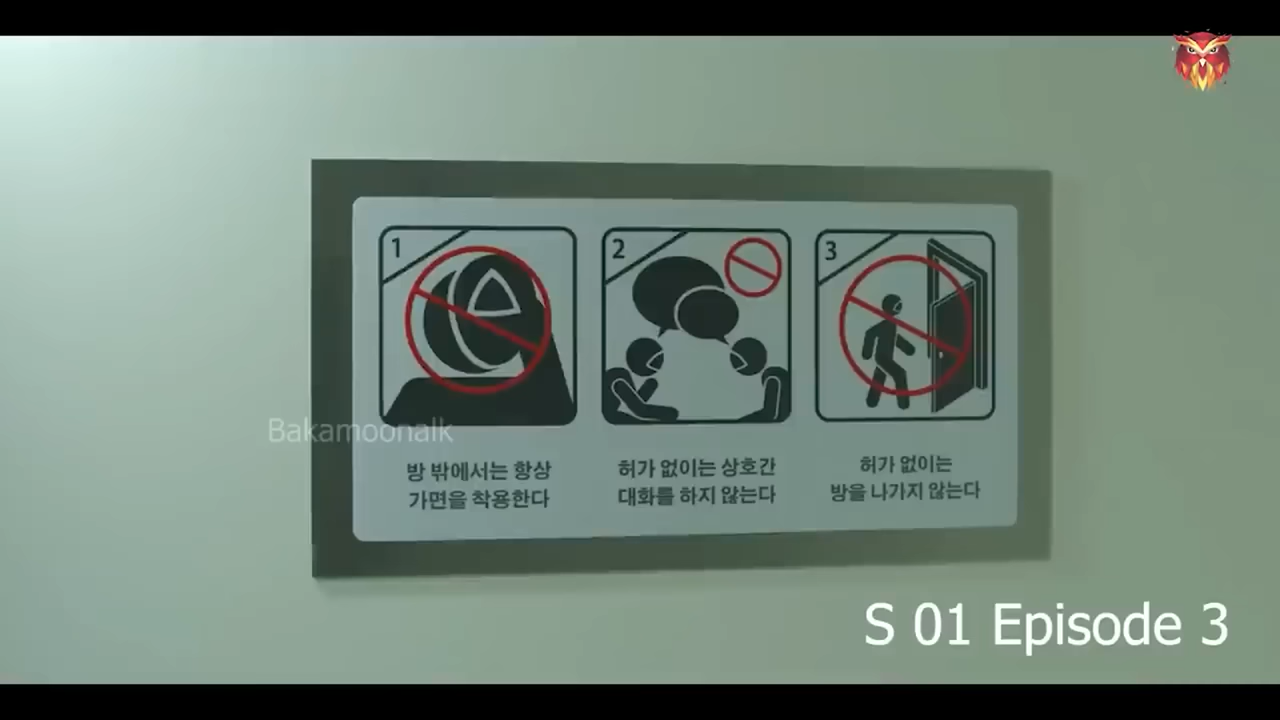 1
2
3
방 밖에서는 항상
가면을 착용한다
허가 없이는 상호간
대화를 하지 않는다
허가 없이는
방을 나가지 않는다
Bakamoonalk
S 01 Episode 3